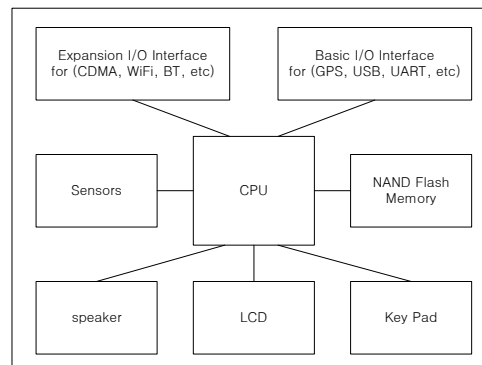 Expansion I/O Interface
for (CDMA, WiFi, BT, etc)
Basic I/O Interface
for (GPS, USB, UART, etc)
Sensors
CPU
NAND Flash
Memory
speaker
LCD
Key Pad